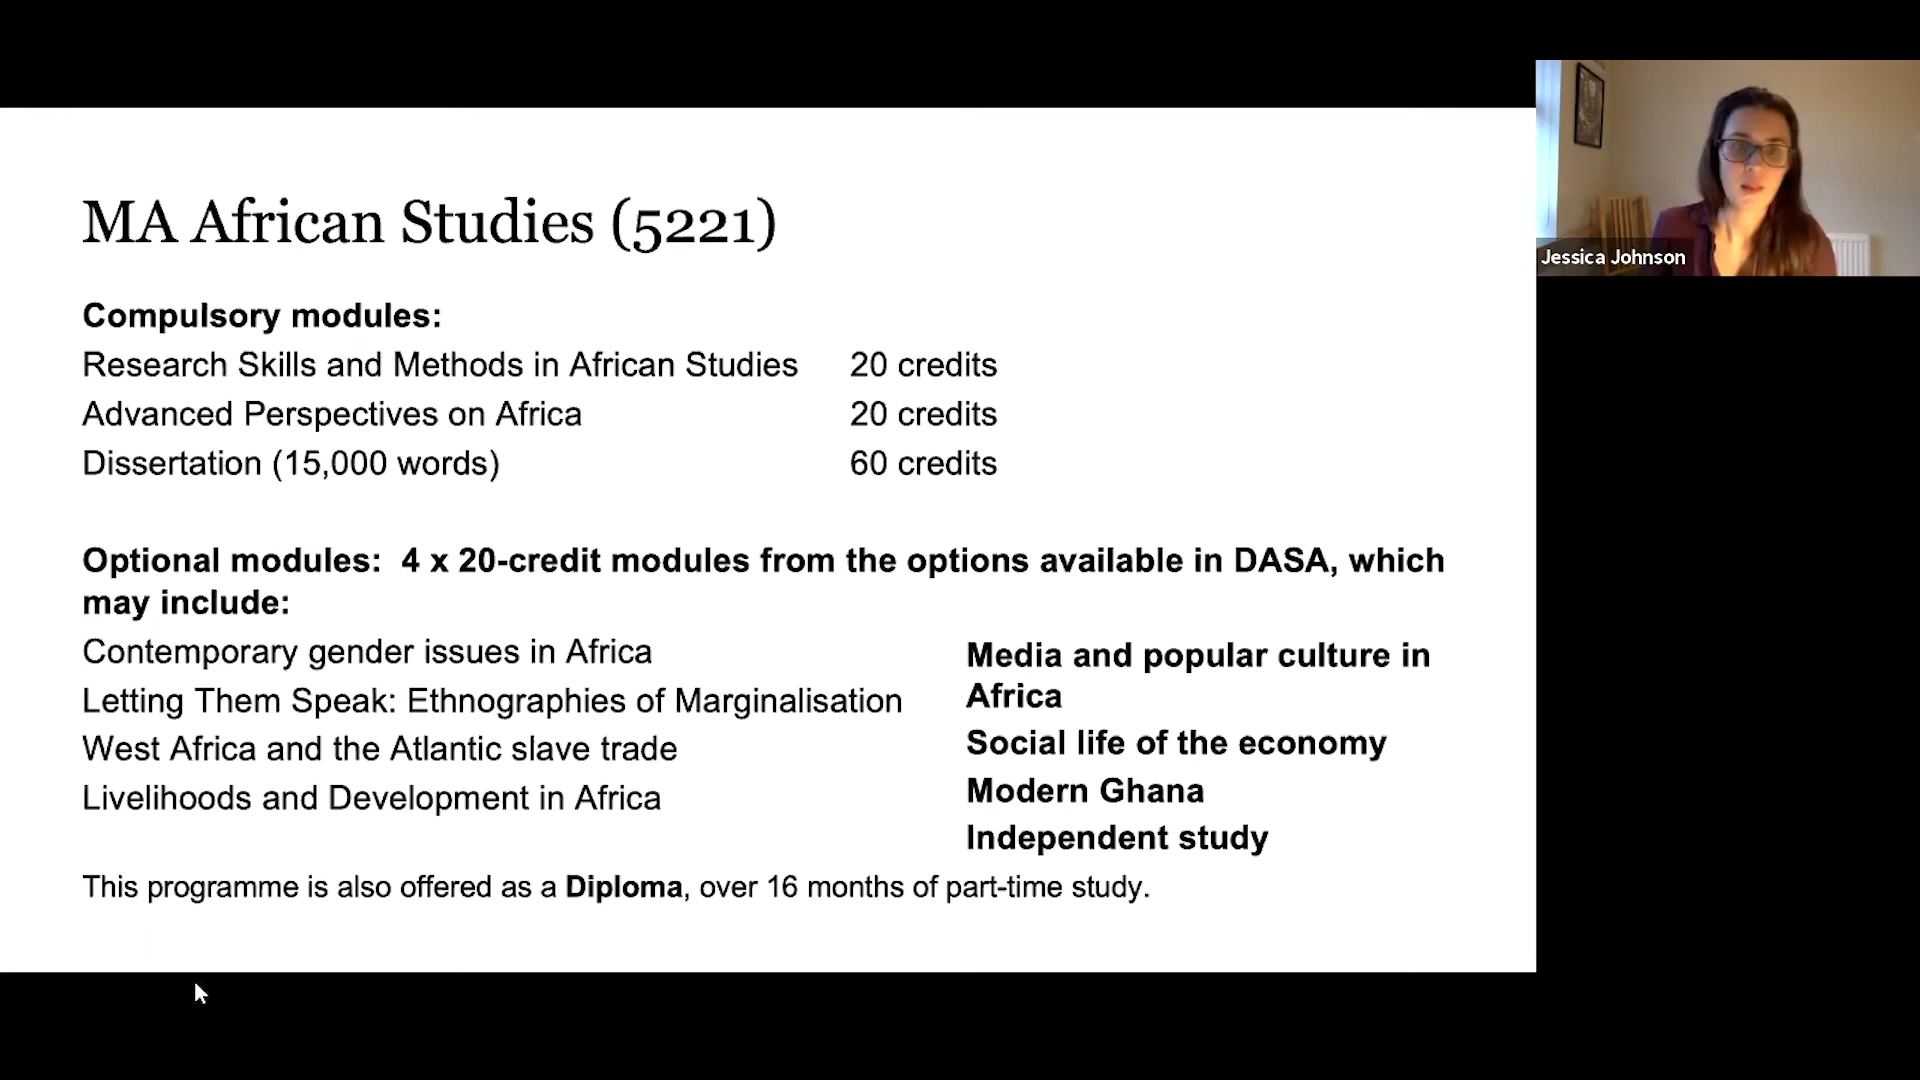 MA African Studies (5221)
Compulsory modules:
Research Skills and Methods in African Studies 20 credits
Advanced Perspectives on Africa 20 credits
Dissertation (15,000 words) 60 credits
Optional modules: 4 x 20-credit modules from the options available in DASA, which
may include:
Contemporary gender issues in Africa
Letting Them Speak: Ethnographies of Marginalisation
West Africa and the Atlantic slave trade
Livelihoods and Development in Africa
Media and popular culture in
Africa
Social life of the economy
Modern Ghana
Independent study
This programme is also offered as a Diploma, over 16 months of part-time study.
Jessica Johnson